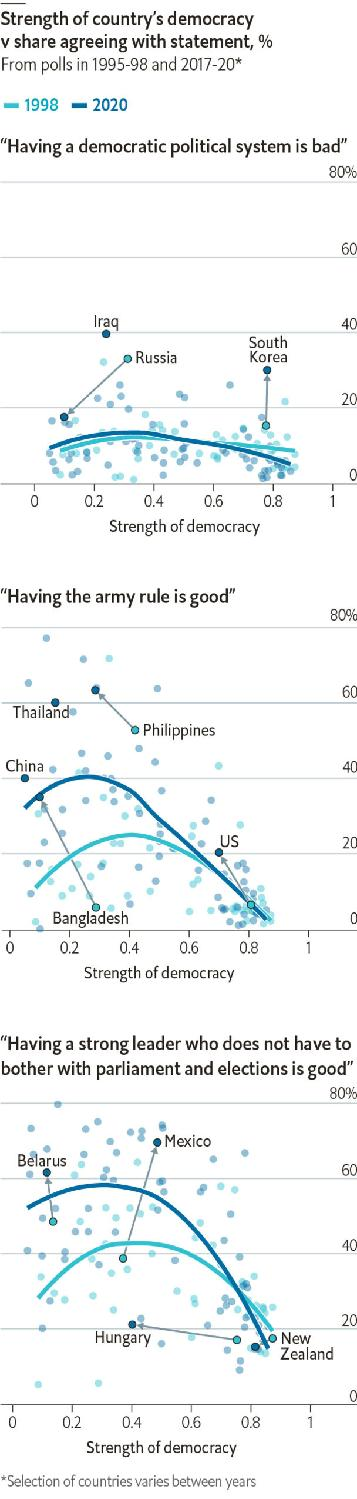 Strength of country's democracy
v share agreeing with statement, %
From polls in 1995-98 and 2017-20*
1998 2020
"Having a democratic political system is bad"
80%
60
40
20
0
Iraq
Russia
South
Korea
0 0.2 0.4 0.6 0.8 1
Strength of democracy
"Having the army rule is good"
80%
60
40
20
0
Thailand
Philippines
China
US
Bangladesh
0 0.2 0.4 0.6 0.8 1
Strength of democracy
"Having a strong leader who does not have to
bother with parliament and elections is good"
80%
60
40
20
0
Mexico
Belarus
Hungary
New
Zealand
0 0.2 0.4 0.6 0.8 1
Strength of democracy
*Selection of countries varies between years